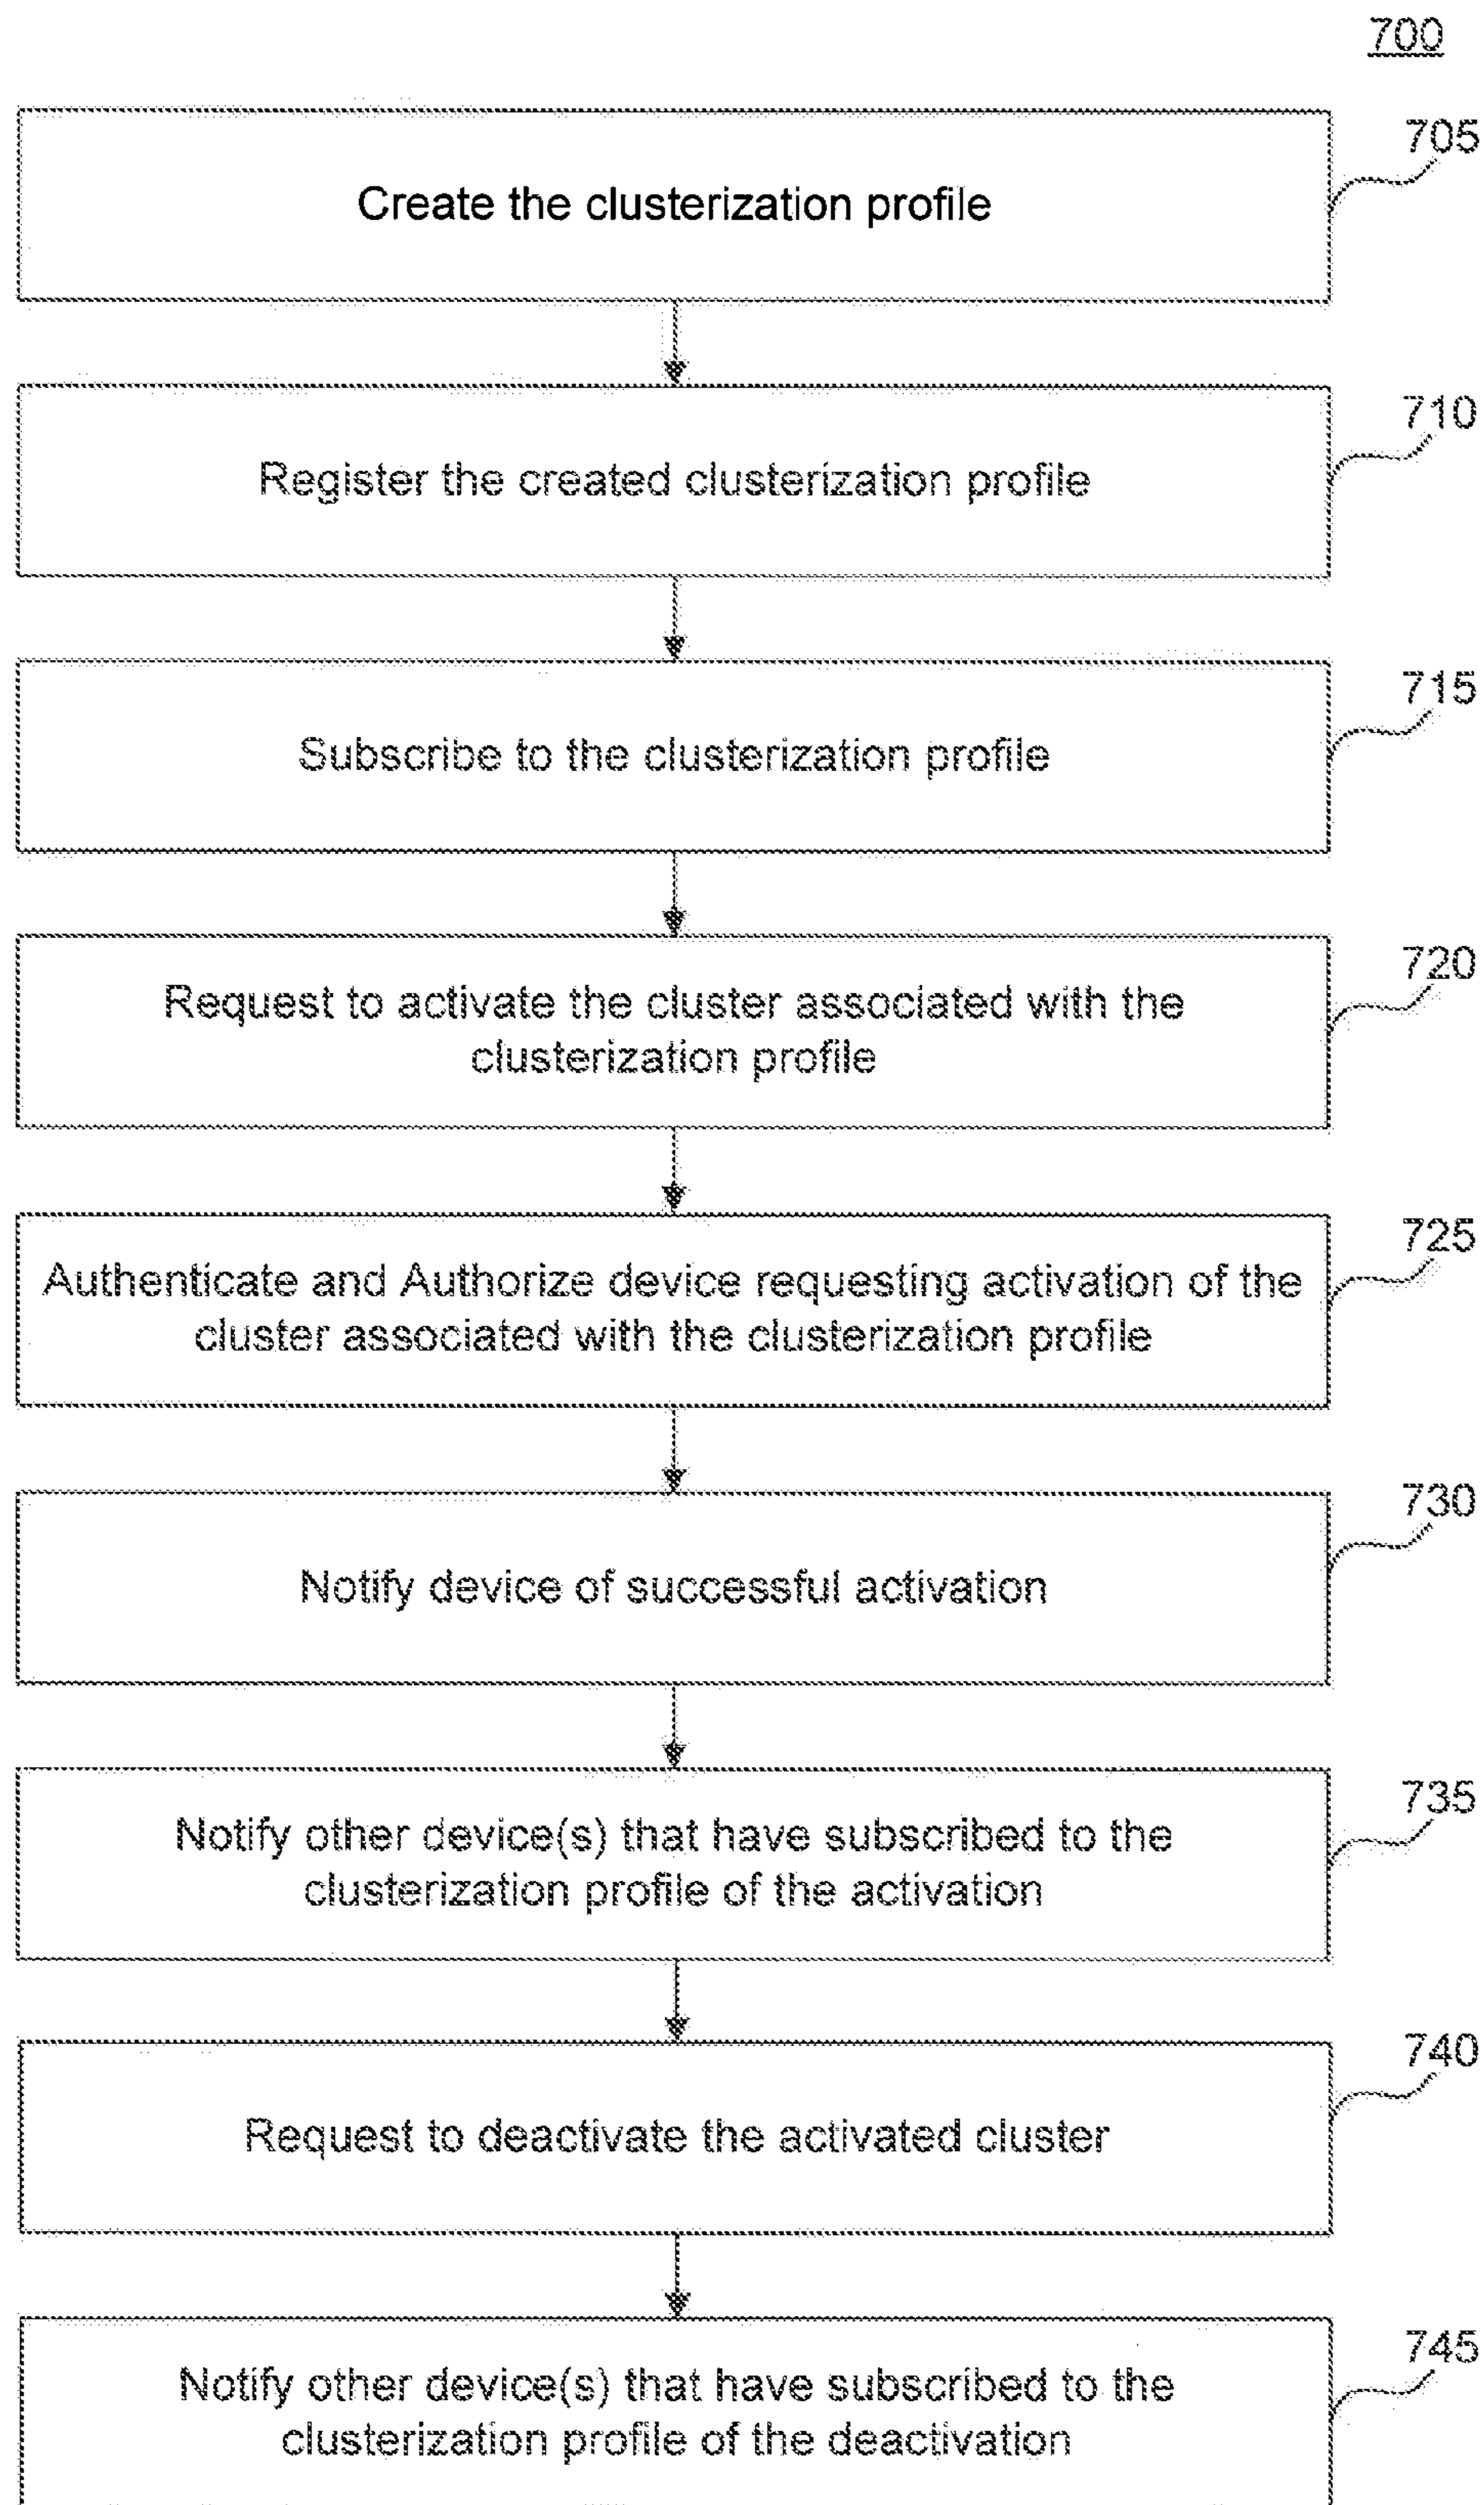 700
705
Create the clusterization profile
710
Register the created clusterization profile
715
Subscribe to the clusterization profile
720
Request to activate the cluster associated with the
clusterization profile
725
Authenticate and Authorize device requesting activation of the
cluster associated with the clusterization profile
730
Notify device of successful activation
735
Notify other device(s) that have subscribed to the
clusterization profile of the activation
740
Request to deactivate the activated cluster
745
Notify other device(s) that have subscribed to the
clusterization profile of the deactivation